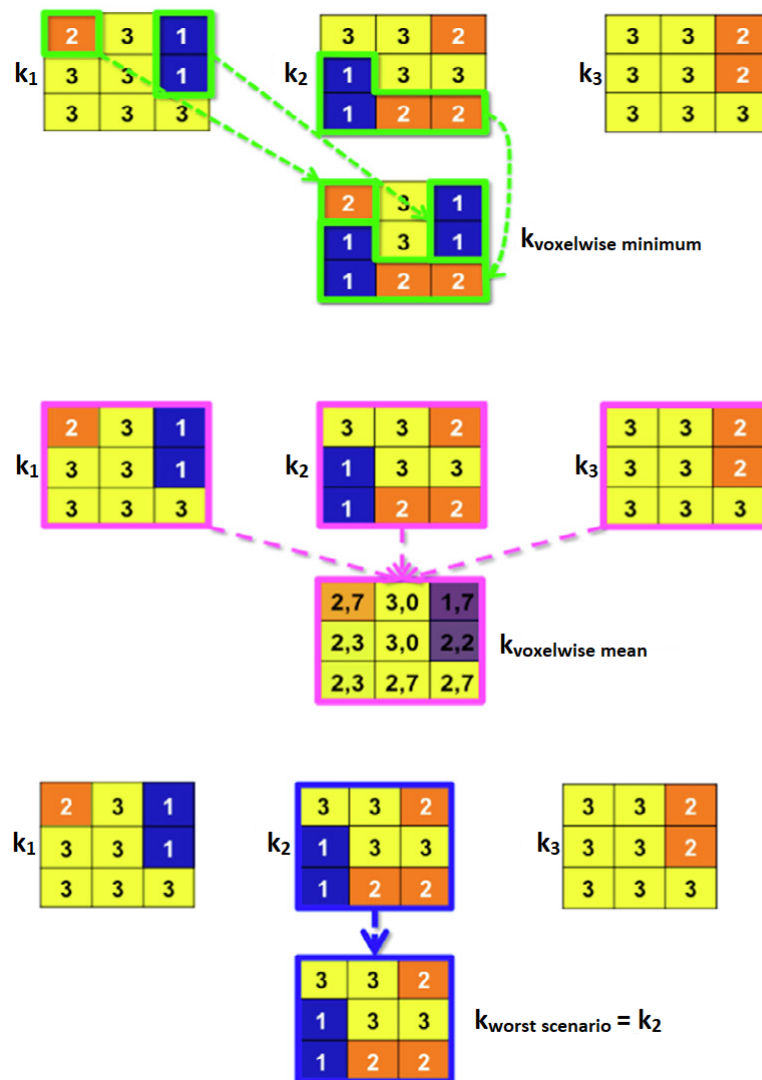 2 3 1 3 3 2 3 3 2
k1 3 3 1 k2 1 3 3 k3 3 3 2
3 3 3 1 2 2 3 3 3
2 3 1
1 3 1 kvoxelwise minimum
1 2 2
2 3 1 3 3 2 3 3 2
k1 3 3 1 k2 1 3 3 k3 3 3 2
3 3 3 1 2 2 3 3 3
2,7 3,0 1,7
2,3 3,0 2,2 kvoxelwise mean
2,3 2,7 2,7
2 3 1 3 3 2 3 3 2
k1 3 3 1 k2 1 3 3 k3 3 3 2
3 3 3 1 2 2 3 3 3
3 3 2
1 3 3 kworst scenario = k2
1 2 2